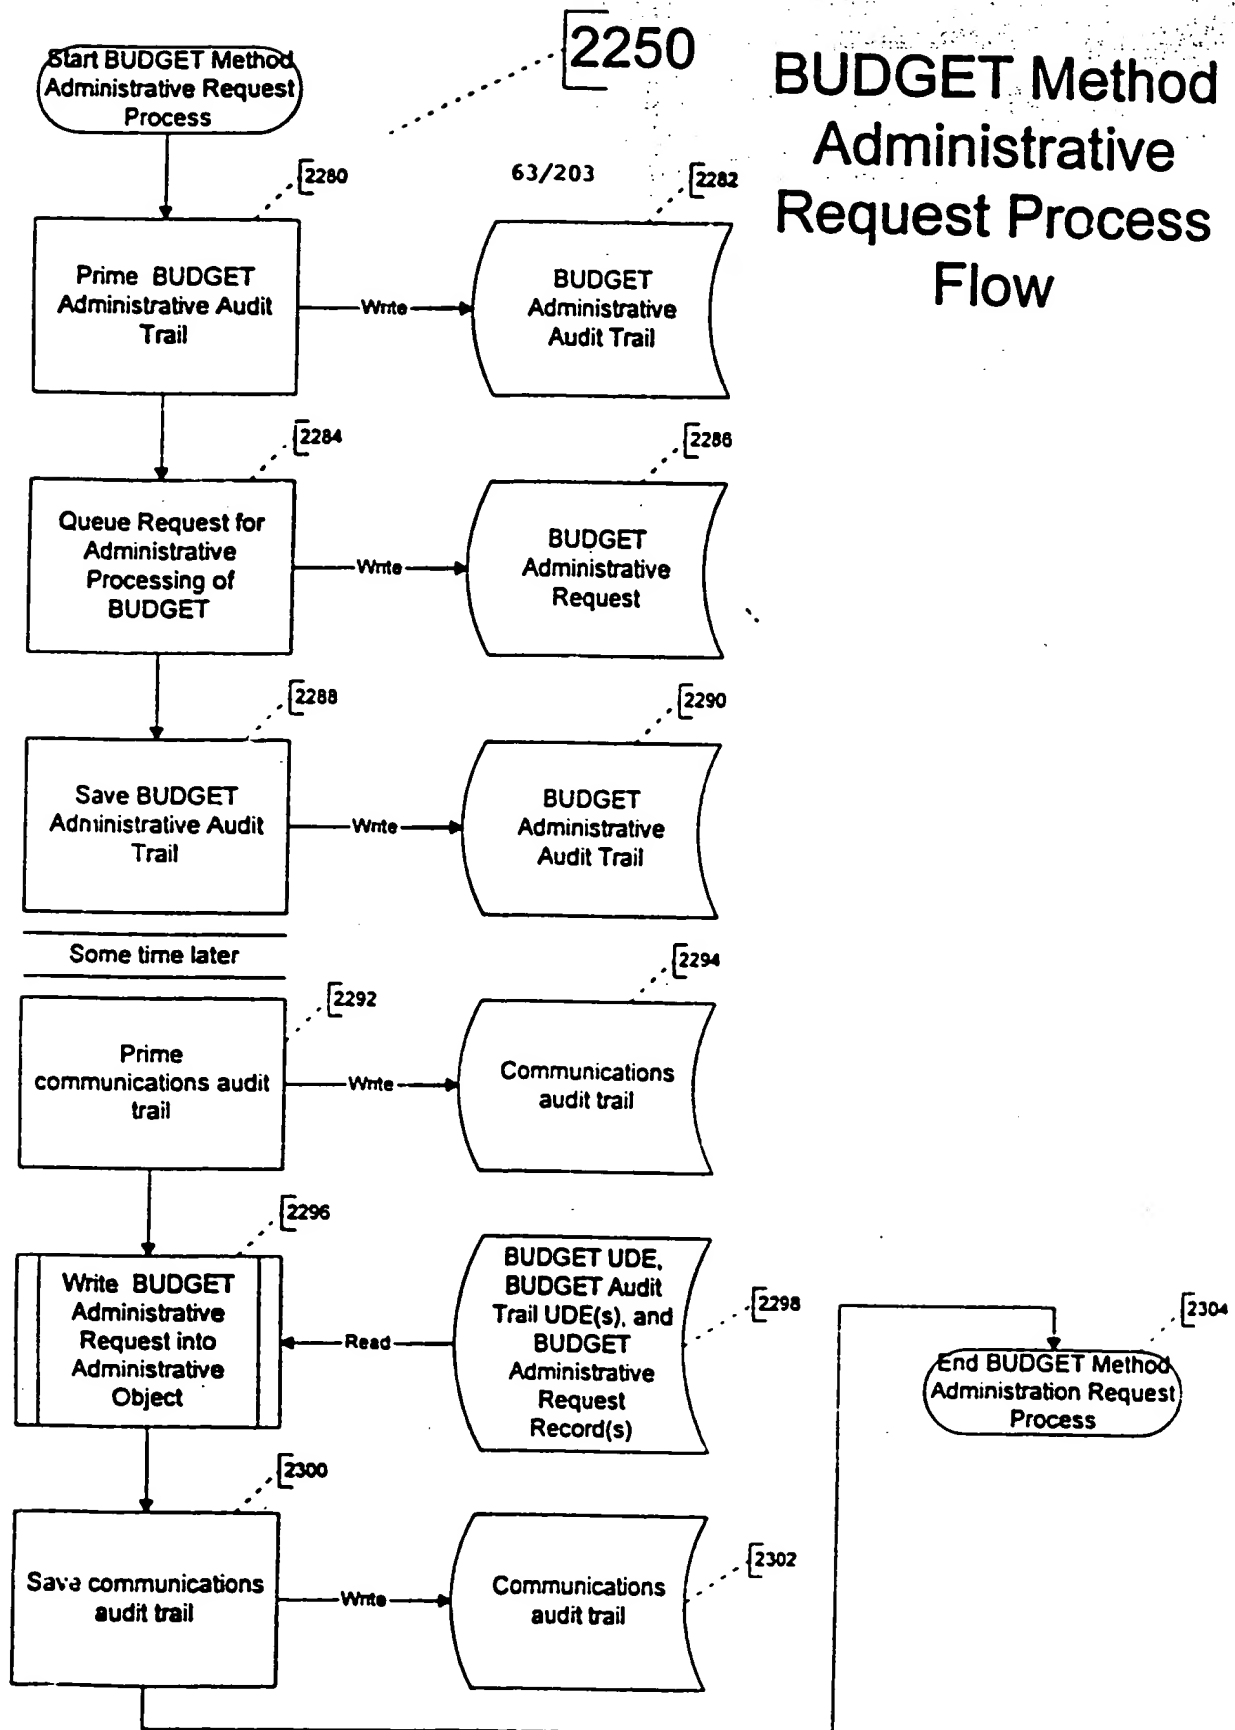 2250
BUDGET Method
Administrative
Request Process
Flow
63/203
Start BUDGET Method
Administrative Request
Process
2280
Prime BUDGET
Administrative Audit
Trail
Write
2282
BUDGET
Administrative
Audit Trail
2284
Queue Request for
Administrative
Processing of
BUDGET
Write
2286
BUDGET
Administrative
Request
2288
Save BUDGET
Administrative Audit
Trail
Write
2290
BUDGET
Administrative
Audit Trail
Some time later
2292
Prime
communications audit
trail
Write
2294
Communications
audit trail
2296
Write BUDGET
Administrative
Request into
Administrative
Object
Read
2298
BUDGET UDE,
BUDGET Audit
Trail UDE(s), and
BUDGET
Administrative
Request
Record(s)
2300
Save communications
audit trail
Write
2302
Communications
audit trail
2304
End BUDGET Method
Administration Request
Process